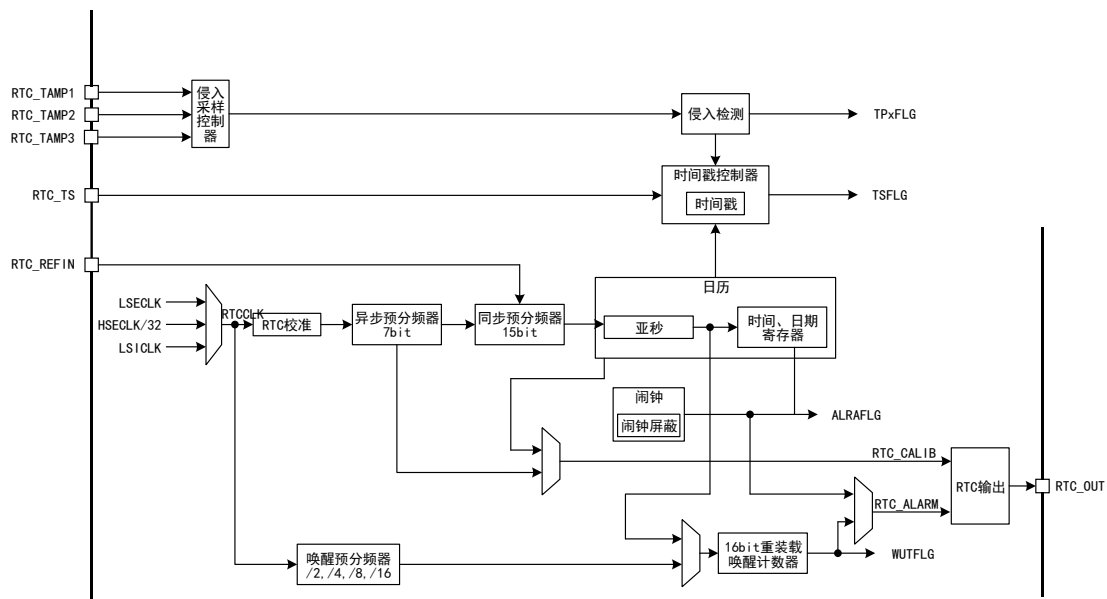 RTC_TAMP1
RTC_TAMP2
RTC_TAMP3
侵入
采样
控制
器
侵入检测
TPxFLG
RTC_TS
时间戳控制器
时间戳
TSFLG
RTC_REFIN
LSECLK
HSECLK/32
LSICLK
RTCCLK
RTC校准
异步预分频器
7bit
同步预分频器
15bit
日历
亚秒
时间、日期
寄存器
闹钟
闹钟屏蔽
ALRAFLG
RTC_CALIB
RTC_ALARM
RTC输出
RTC_OUT
唤醒预分频器
/2,/4,/8,/16
16bit重装载
唤醒计数器
WUTFLG